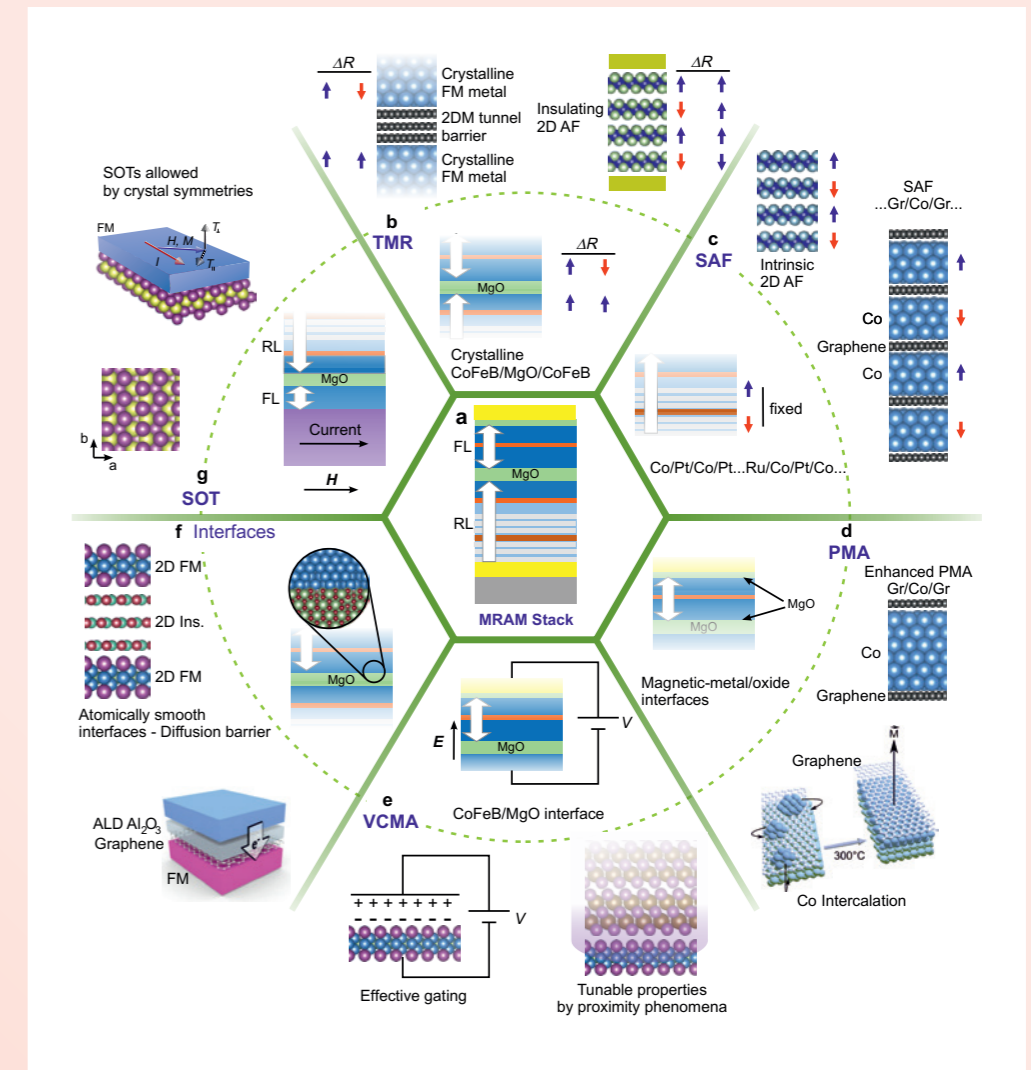 ΔR
Crystalline
FM metal
2DM tunnel
barrier
Crystalline
FM metal
Insulating
2D AF
ΔR
SOTs allowed
by crystal symmetries
FM
H, M
I
T∥
b
TMR
ΔR
MgO
Crystalline
CoFeB/MgO/CoFeB
c
SAF
Intrinsic
2D AF
SAF
...Gr/Co/Gr...
Co
Graphene
Co
fixed
Co/Pt/Co/Pt...Ru/Co/Pt/Co...
RL
MgO
FL
Current
H
b
a
g
SOT
a
FL
MgO
RL
MRAM Stack
f Interfaces
2D FM
2D Ins.
2D FM
Atomically smooth
interfaces - Diffusion barrier
MgO
ALD Al₂O₃
Graphene
e⁻
FM
d
PMA
MgO
MgO
Magnetic-metal/oxide
interfaces
Enhanced PMA
Gr/Co/Gr
Co
Graphene
M
Graphene
300°C
Co Intercalation
E
MgO
V
CoFeB/MgO interface
e
VCMA
+ + + + + + +
- - - - - - -
V
Effective gating
Tunable properties
by proximity phenomena